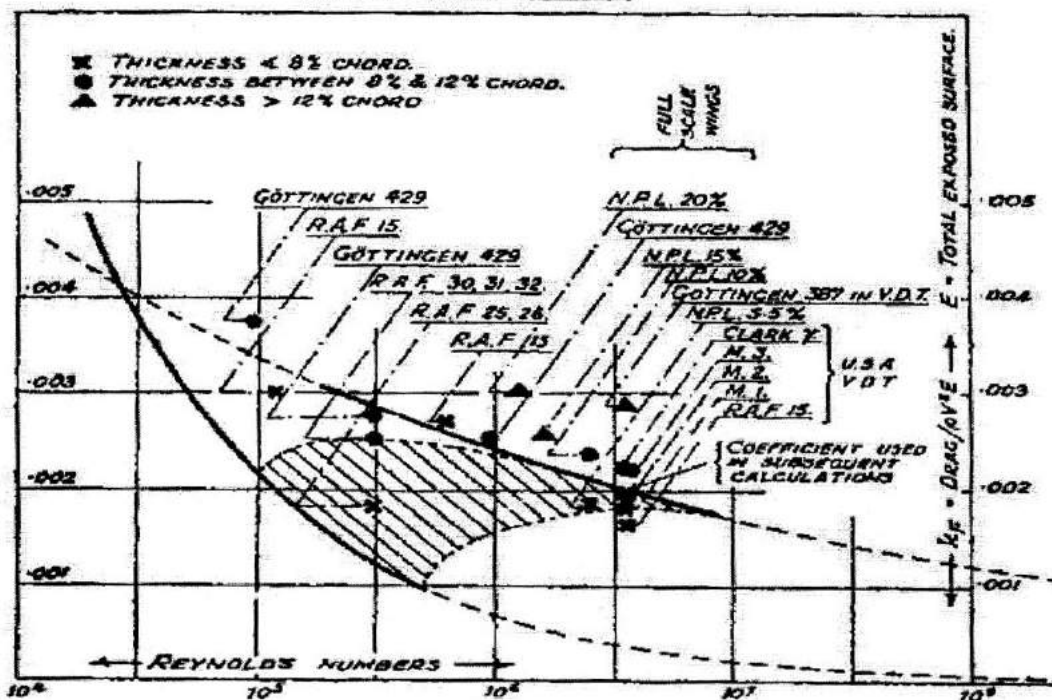 THICKNESS < 8% CHORD.
THICKNESS BETWEEN 8% & 12% CHORD.
THICKNESS > 12% CHORD
FULL
SCALE
WINGS
.005
.005
GÖTTINGEN 429
R.A.F. 15.
GÖTTINGEN 429
R.A.F. 30, 31, 32
R.A.F. 25, 26
R.A.F. 15
N.P.L. 20%
GÖTTINGEN 429
N.P.L. 15%
N.P.L. 10%
GÖTTINGEN 387 IN V.D.T.
N.P.L. 5.5%
CLARK Y.
M. 3.
M. 2.
M. 1.
R.A.F. 15.
U.S.A
V.D.T
COEFFICIENT USED
IN SUBSEQUENT
CALCULATIONS
.004
.004
.003
.003
.002
.002
.001
.001
kF = DRAG/ρV²E E = TOTAL EXPOSED SURFACE.
REYNOLDS NUMBERS
10⁴
10⁵
10⁶
10⁷